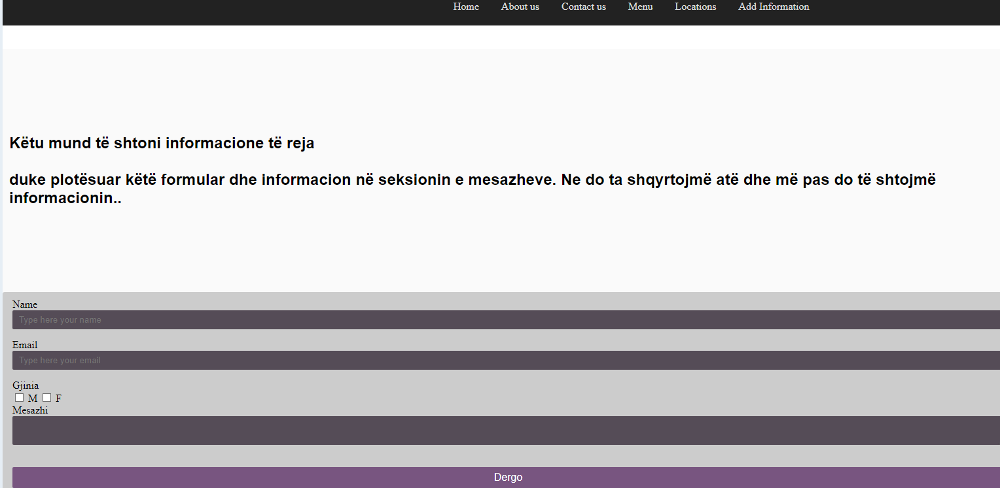 Home About us Contact us Menu Locations Add Information
Këtu mund të shtoni informacione të reja
duke plotësuar këtë formular dhe informacion në seksionin e mesazheve. Ne do ta shqyrtojmë atë dhe më pas do të shtojmë
informacionin..
Name
Type here your name
Email
Type here your email
Gjinia
M F
Mesazhi
Dergo